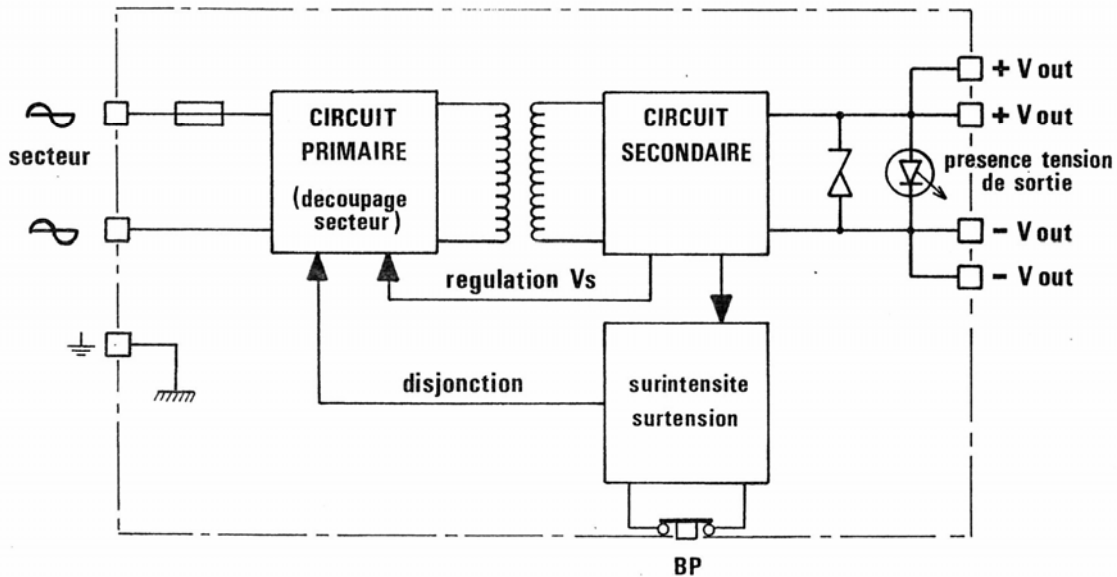 secteur
CIRCUIT
PRIMAIRE
(decoupage
secteur)
CIRCUIT
SECONDAIRE
+ V out
+ V out
presence tension
de sortie
− V out
− V out
regulation Vs
disjonction
surintensite
surtension
BP